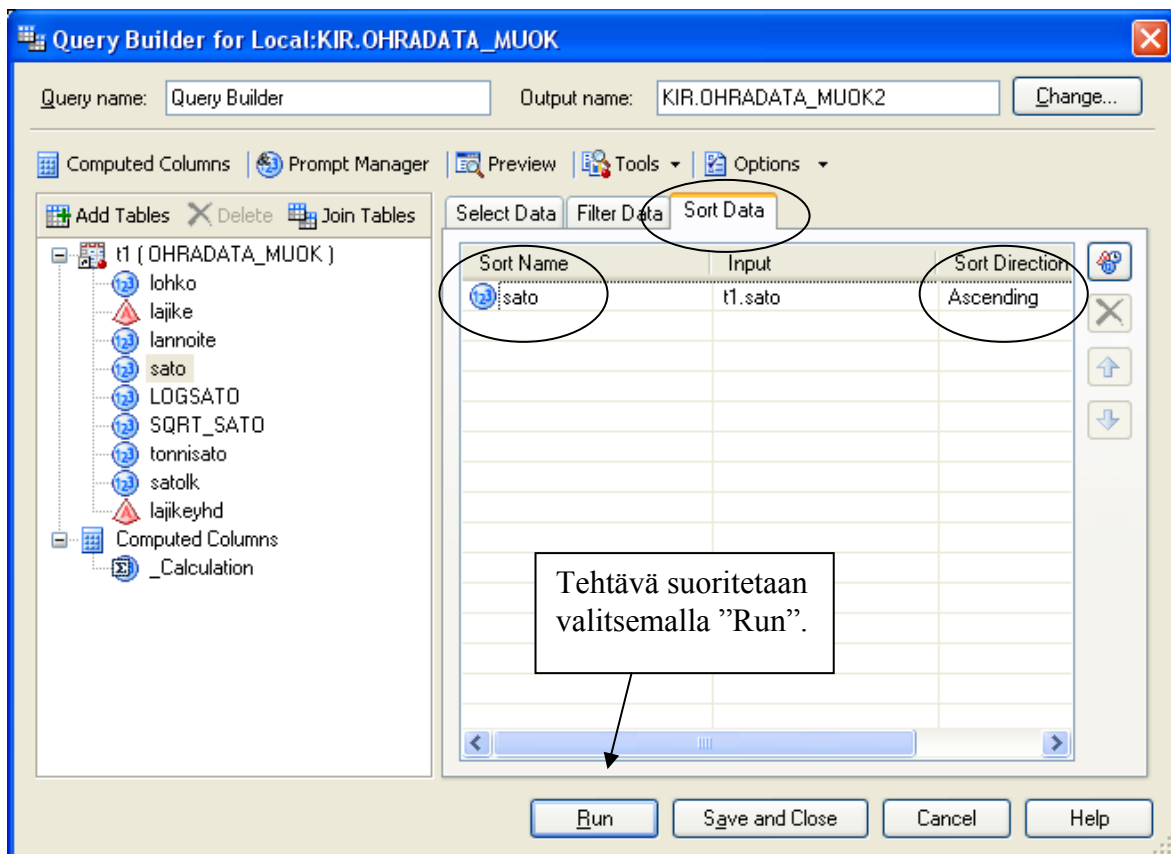 Query Builder for Local:KIR.OHRADATA_MUOK
Query name: Query Builder Output name: KIR.OHRADATA_MUOK2 Change...
Computed Columns Prompt Manager Preview Tools Options
Add Tables Delete Join Tables
t1 ( OHRADATA_MUOK )
lohko
lajike
lannoite
sato
LOGSATO
SQRT_SATO
tonnisato
satolk
lajikeyhd
Computed Columns
_Calculation
Select Data Filter Data Sort Data
Sort Name Input Sort Direction
sato t1.sato Ascending
Tehtävä suoritetaan
valitsemalla ”Run”.
Run Save and Close Cancel Help